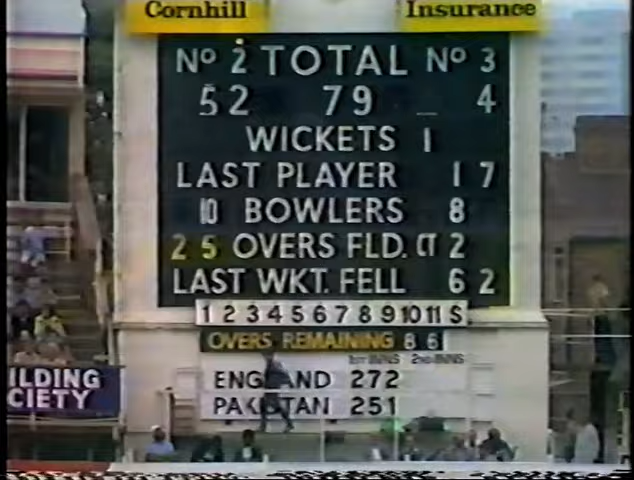 Cornhill Insurance
Nº 2 TOTAL Nº 3
52 79 _ 4
WICKETS 1
LAST PLAYER 17
10 BOWLERS 8
25 OVERS FLD. CT 2
LAST WKT. FELL 62
1 2 3 4 5 6 7 8 9 10 11 S
OVERS REMAINING 86
1ST INNS 2ND INNS
ENGLAND 272
PAKISTAN 251
ILDING
CIETY